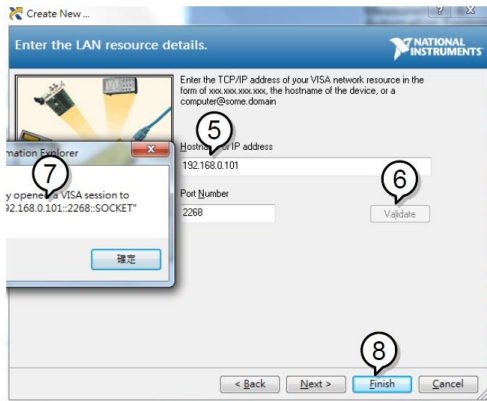 Create New ...
Enter the LAN resource details.
NATIONAL
INSTRUMENTS
Enter the TCP/IP address of your VISA network resource in the
form of xxx.xxx.xxx.xxx, the hostname of the device, or a
computer@some.domain
5
Hostname or IP address
192.168.0.101
6
Port Number
2268
Validate
mation Explorer
7
y opened a VISA session to
92.168.0.101::2268::SOCKET"
確定
8
< Back
Next >
Finish
Cancel